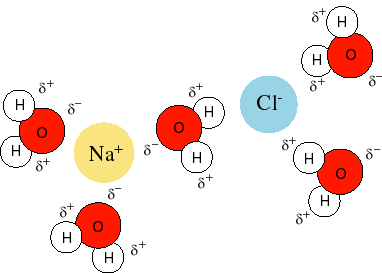 δ+ H
O
H δ+ δ-
δ+ H δ-
H δ+
O
Na+
δ- O
δ+ H
H δ+
Cl-
δ+ H
H O
δ+ δ-
δ+ H δ-
O
δ+ H
δ-
δ+ O
H H δ+